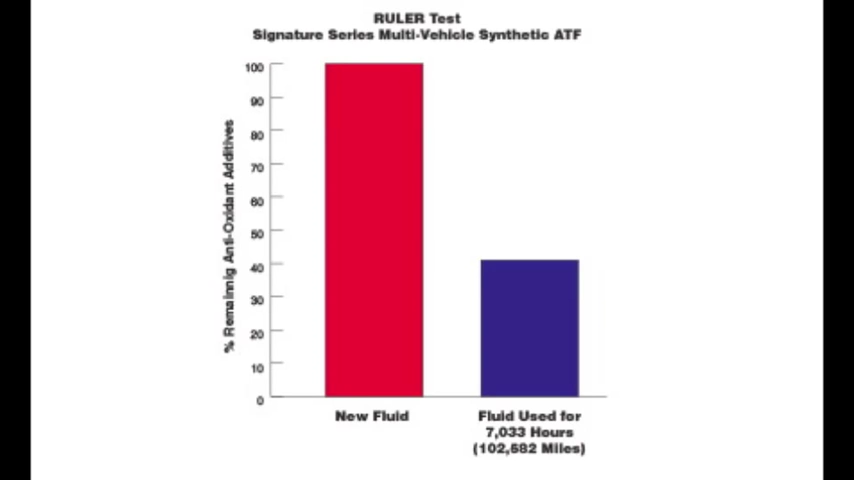 RULER Test
Signature Series Multi-Vehicle Synthetic ATF
% Remainnig Anti-Oxidant Additives
100
90
80
70
60
50
40
30
20
10
0
New Fluid
Fluid Used for
7,033 Hours
(102,582 Miles)